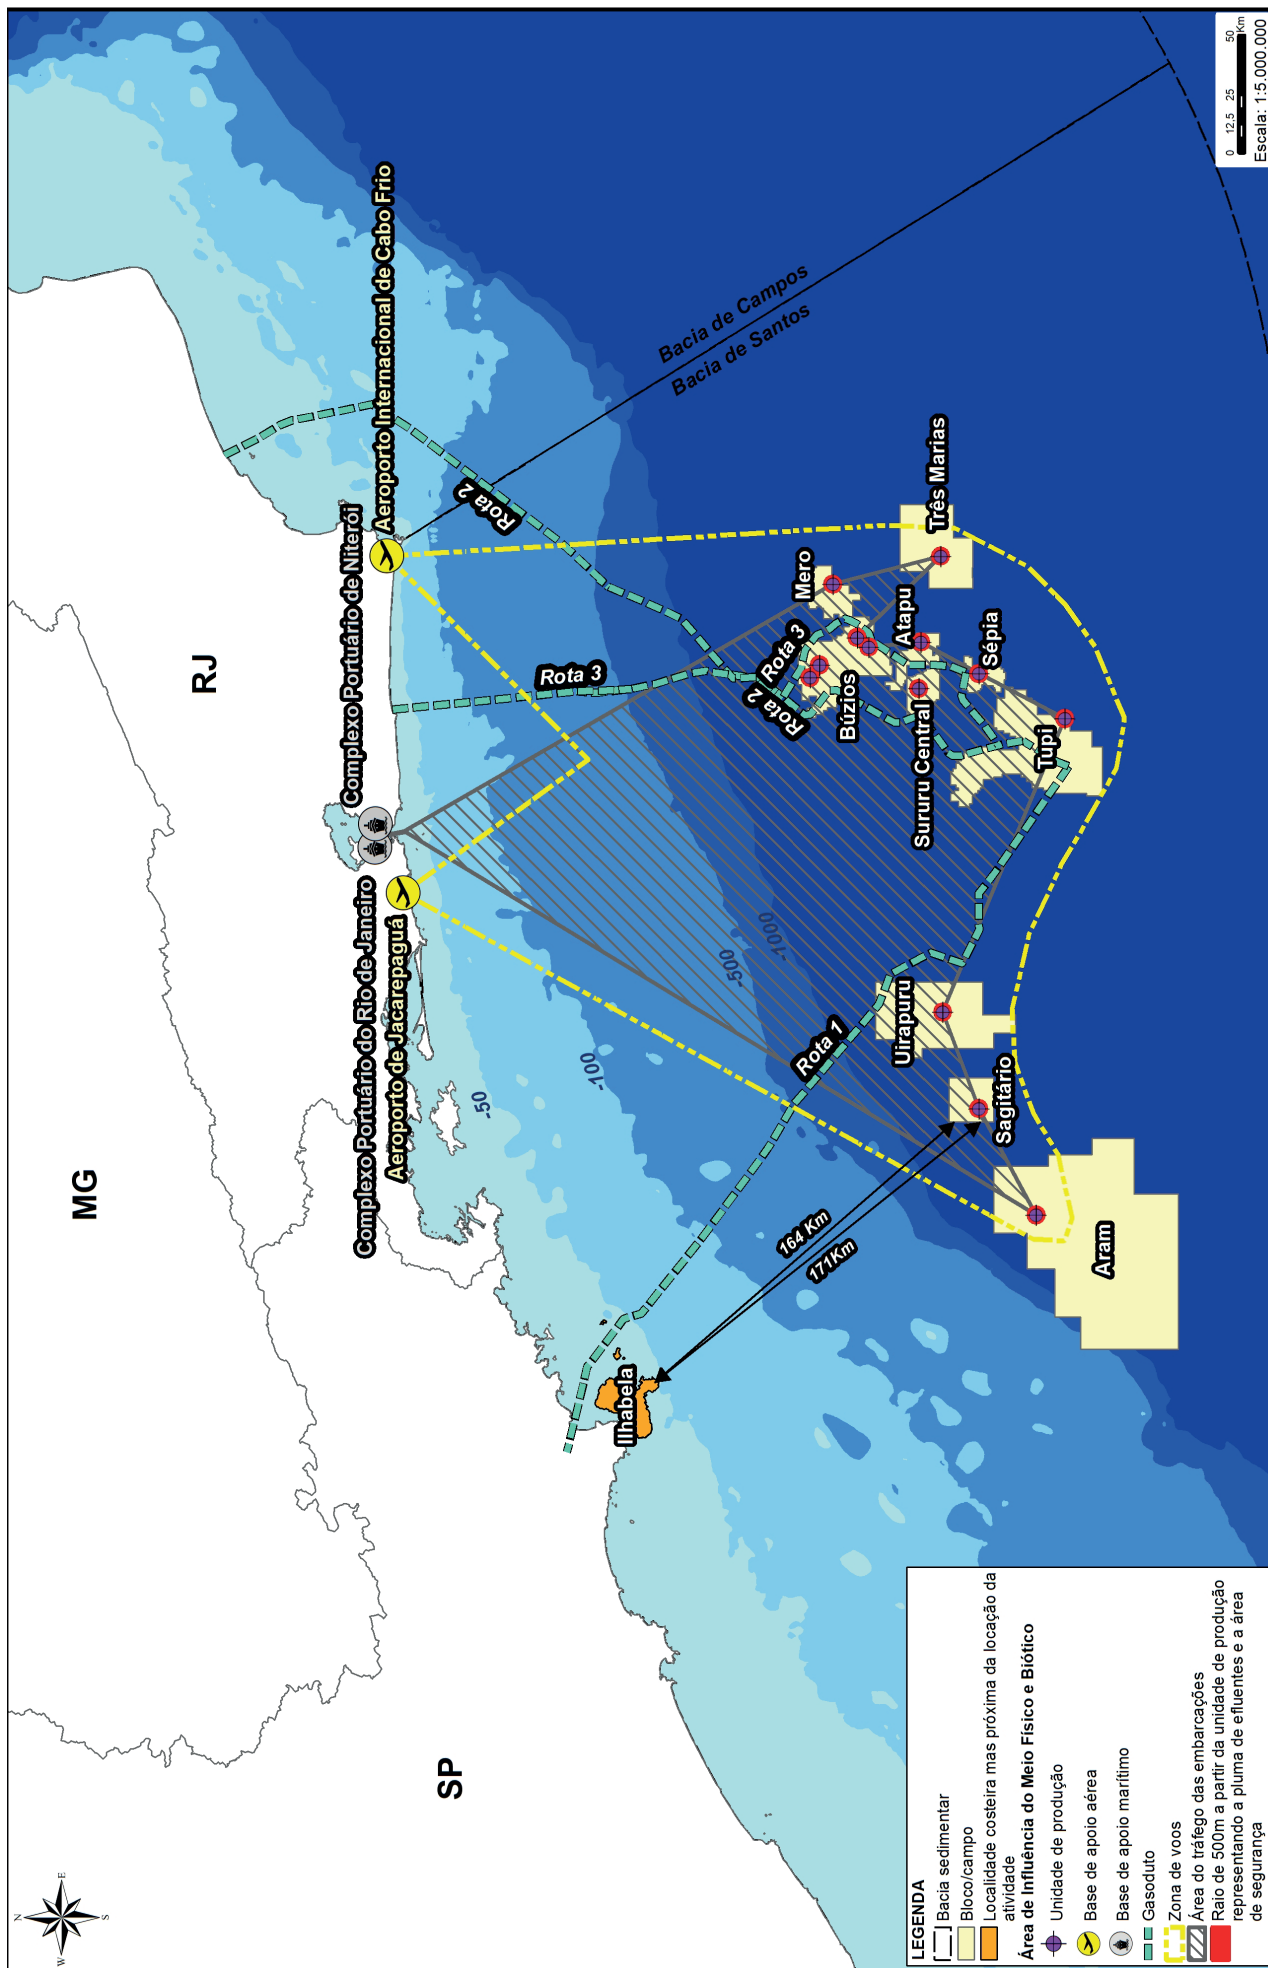 N
W
E
S
MG
RJ
SP
Complexo Portuário do Rio de Janeiro
Aeroporto de Jacarepaguá
Complexo Portuário de Niterói
Aeroporto Internacional de Cabo Frio
Ilhabela
-50
-100
-500
-1000
Rota 1
Rota 2
Rota 3
Rota 3
Rota 2
Bacia de Campos
Bacia de Santos
164 Km
171Km
Mero
Búzios
Atapu
Três Marias
Sururu Central
Sépia
Tupi
Uirapuru
Sagitário
Aram
LEGENDA
Bacia sedimentar
Bloco/campo
Localidade costeira mas próxima da locação da
atividade
Área de Influência do Meio Físico e Biótico
Unidade de produção
Base de apoio aérea
Base de apoio marítimo
Gasoduto
Zona de voos
Área do tráfego das embarcações
Raio de 500m a partir da unidade de produção
representando a pluma de efluentes e a área
de segurança
0 12,5 25 50
Km
Escala: 1:5.000.000